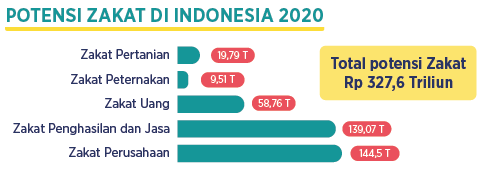 POTENSI ZAKAT DI INDONESIA 2020
Zakat Pertanian 19,79 T
Zakat Peternakan 9,51 T
Zakat Uang 58,76 T
Zakat Penghasilan dan Jasa 139,07 T
Zakat Perusahaan 144,5 T
Total potensi Zakat
Rp 327,6 Triliun